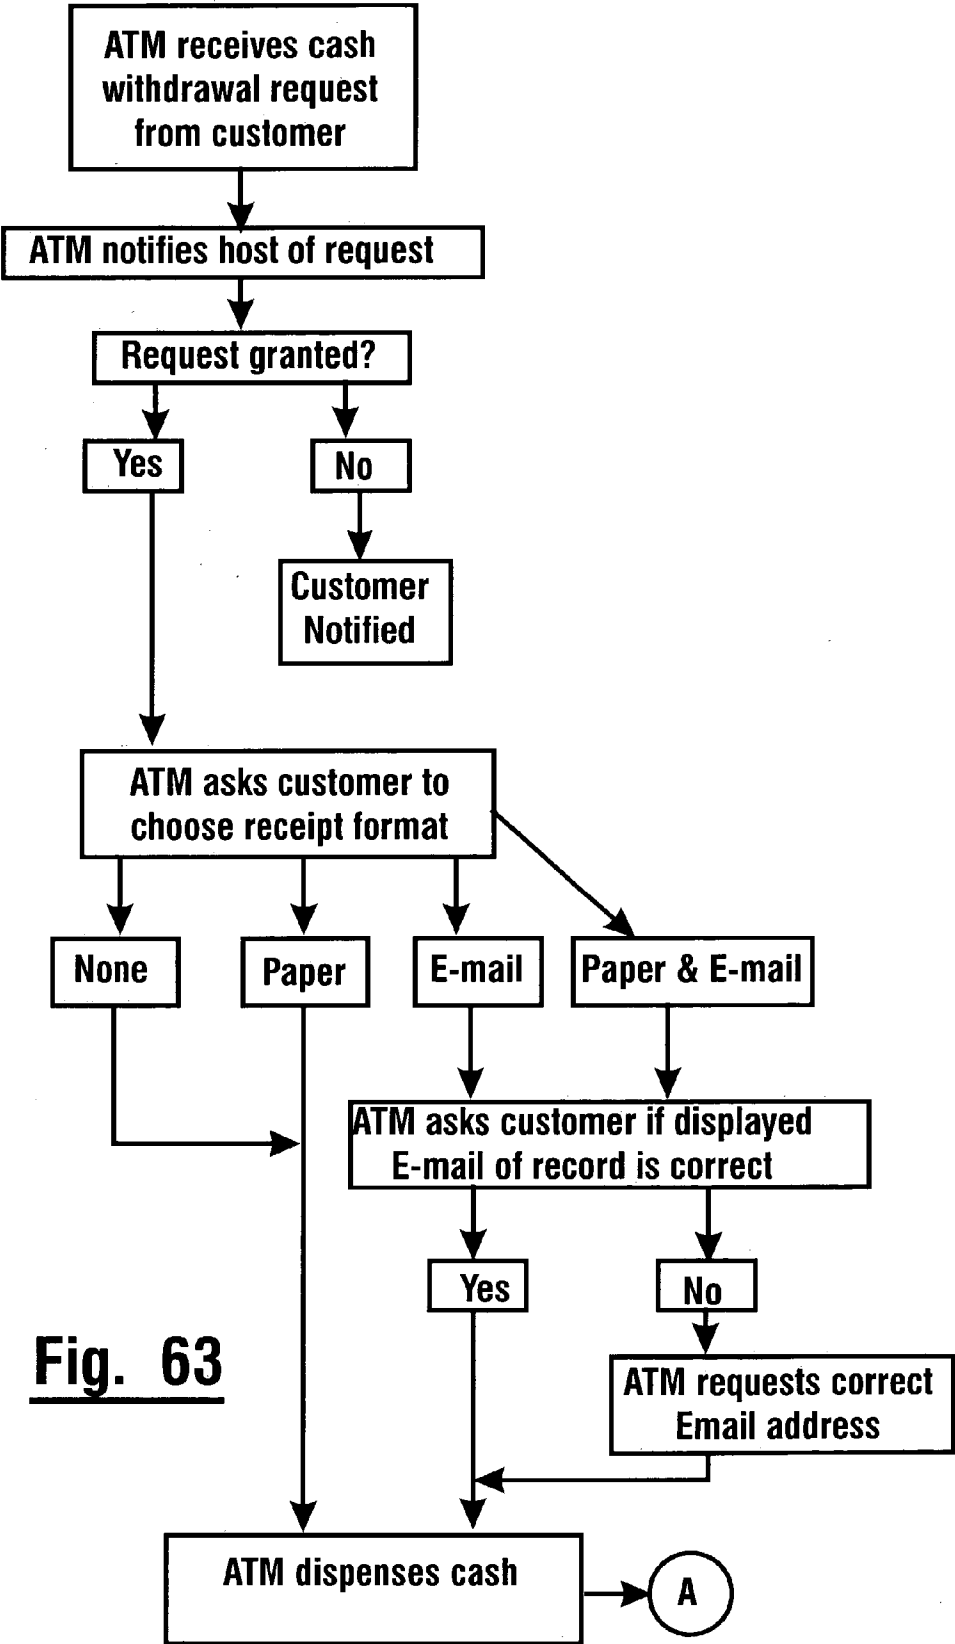 ATM receives cash
withdrawal request
from customer
ATM notifies host of request
Request granted?
Yes
No
Customer
Notified
ATM asks customer to
choose receipt format
None
Paper
E-mail
Paper & E-mail
ATM asks customer if displayed
E-mail of record is correct
Yes
No
Fig. 63
ATM requests correct
Email address
ATM dispenses cash
A